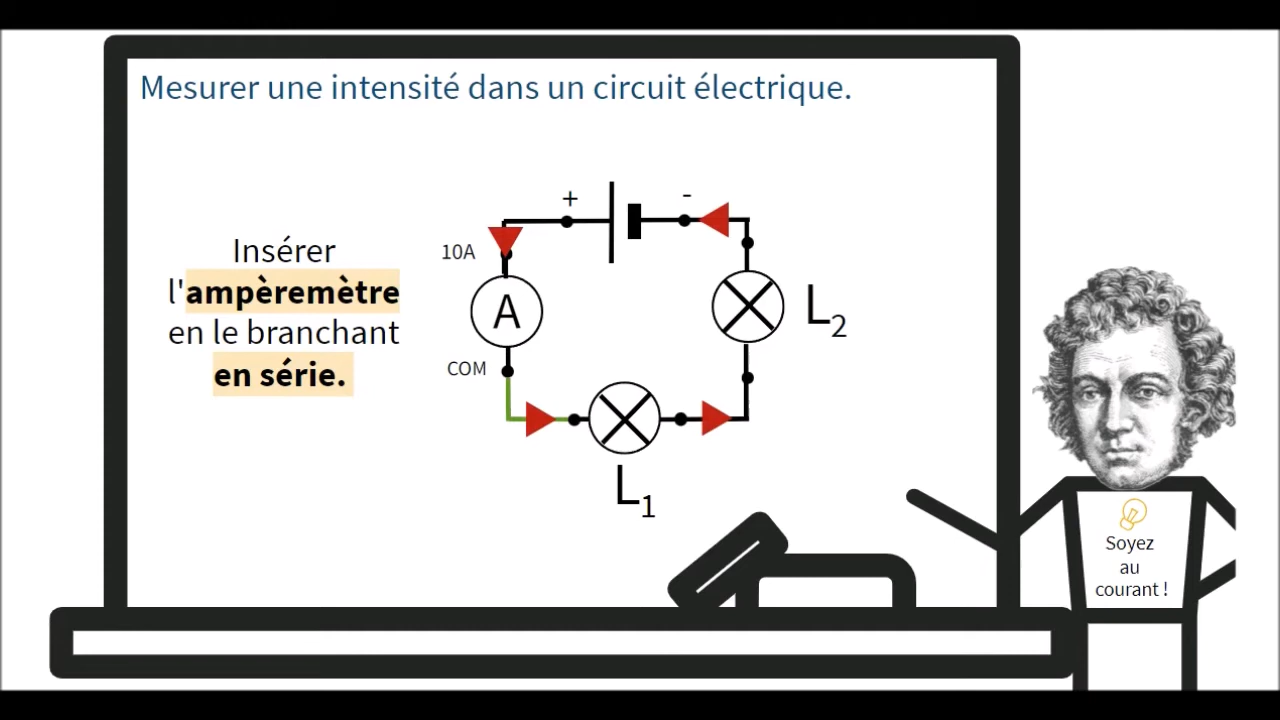 Mesurer une intensité dans un circuit électrique.
Insérer
l'ampèremètre
en le branchant
en série.
+
-
10A
A
COM
L2
L1
Soyez
au
courant !